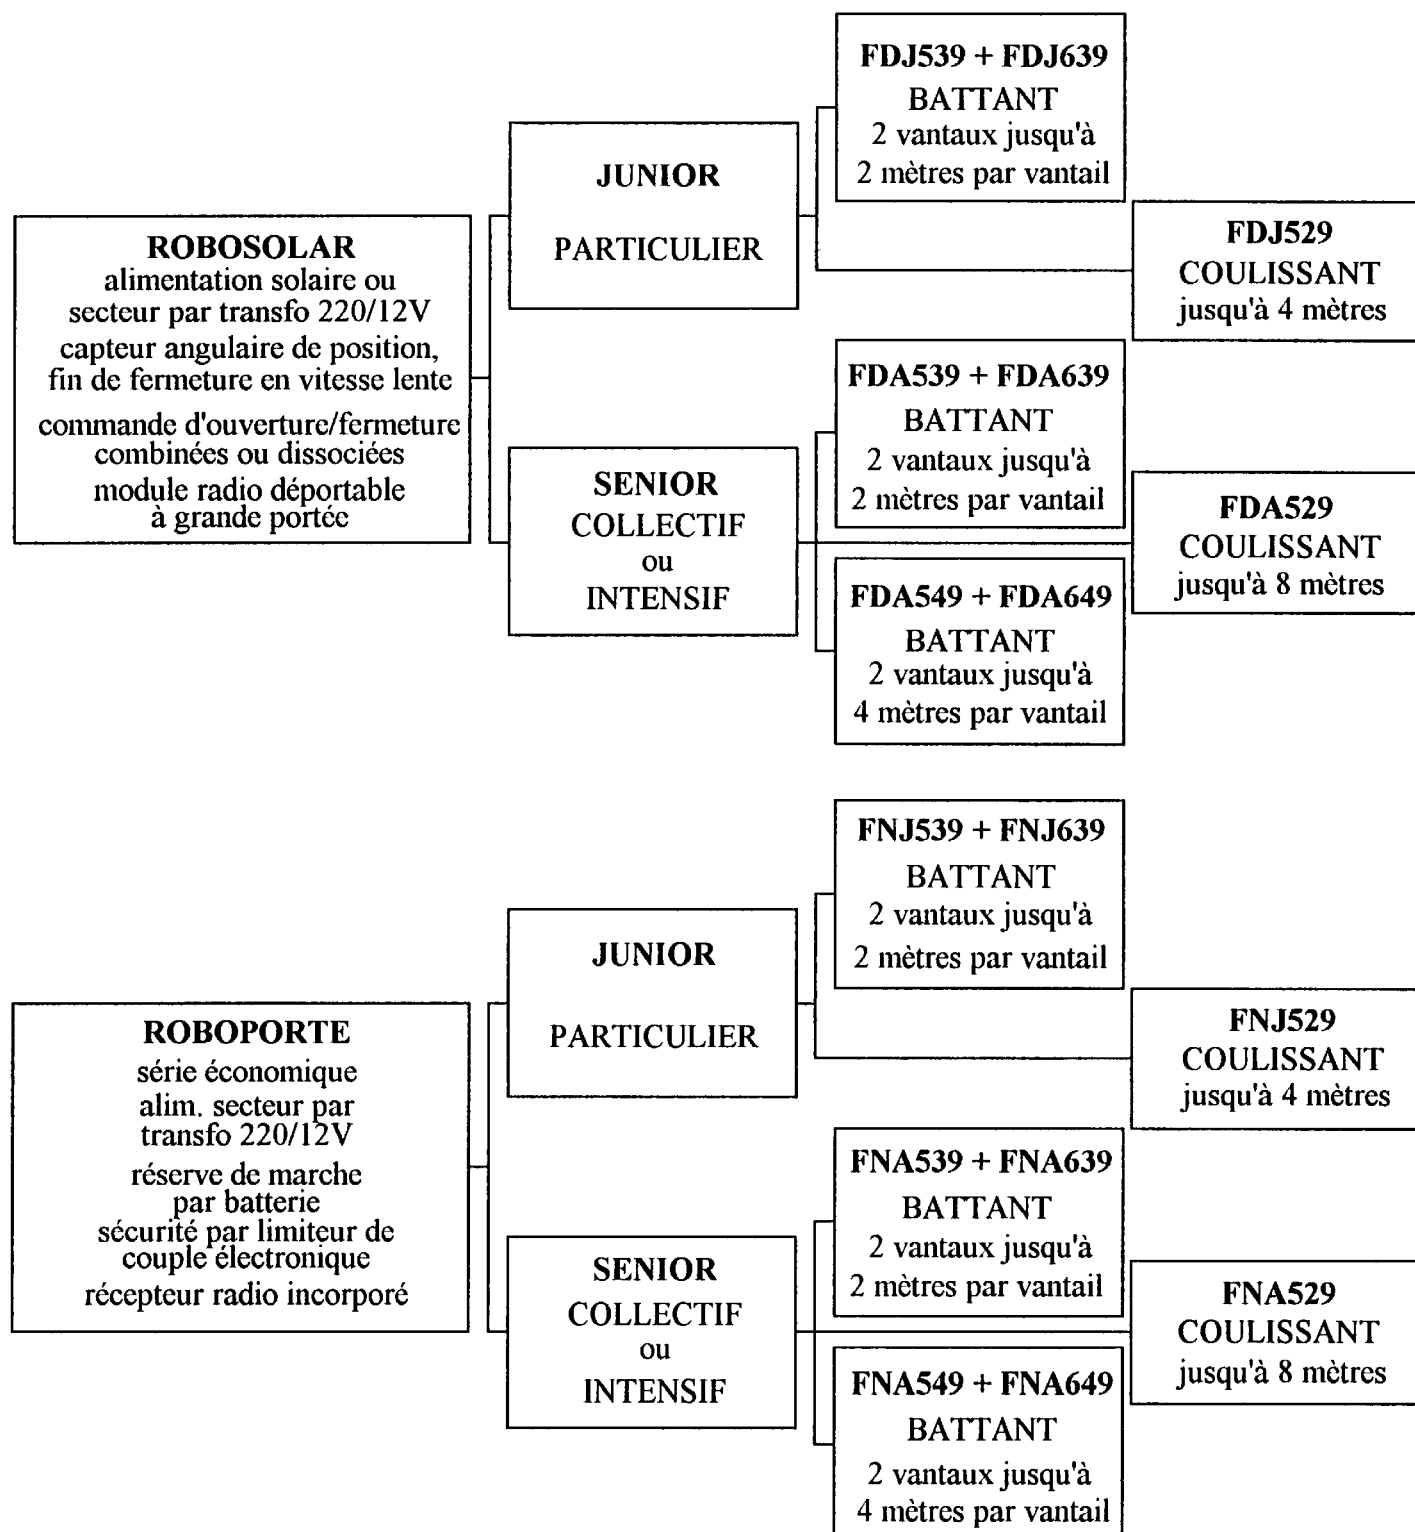 ROBOSOLAR
alimentation solaire ou
secteur par transfo 220/12V
capteur angulaire de position,
fin de fermeture en vitesse lente
commande d'ouverture/fermeture
combinées ou dissociées
module radio déportable
à grande portée
JUNIOR
PARTICULIER
FDJ539 + FDJ639
BATTANT
2 vantaux jusqu'à
2 mètres par vantail
FDJ529
COULISSANT
jusqu'à 4 mètres
SENIOR
COLLECTIF
ou
INTENSIF
FDA539 + FDA639
BATTANT
2 vantaux jusqu'à
2 mètres par vantail
FDA529
COULISSANT
jusqu'à 8 mètres
FDA549 + FDA649
BATTANT
2 vantaux jusqu'à
4 mètres par vantail
ROBOPORTE
série économique
alim. secteur par
transfo 220/12V
réserve de marche
par batterie
sécurité par limiteur de
couple électronique
récepteur radio incorporé
JUNIOR
PARTICULIER
FNJ539 + FNJ639
BATTANT
2 vantaux jusqu'à
2 mètres par vantail
FNJ529
COULISSANT
jusqu'à 4 mètres
SENIOR
COLLECTIF
ou
INTENSIF
FNA539 + FNA639
BATTANT
2 vantaux jusqu'à
2 mètres par vantail
FNA529
COULISSANT
jusqu'à 8 mètres
FNA549 + FNA649
BATTANT
2 vantaux jusqu'à
4 mètres par vantail